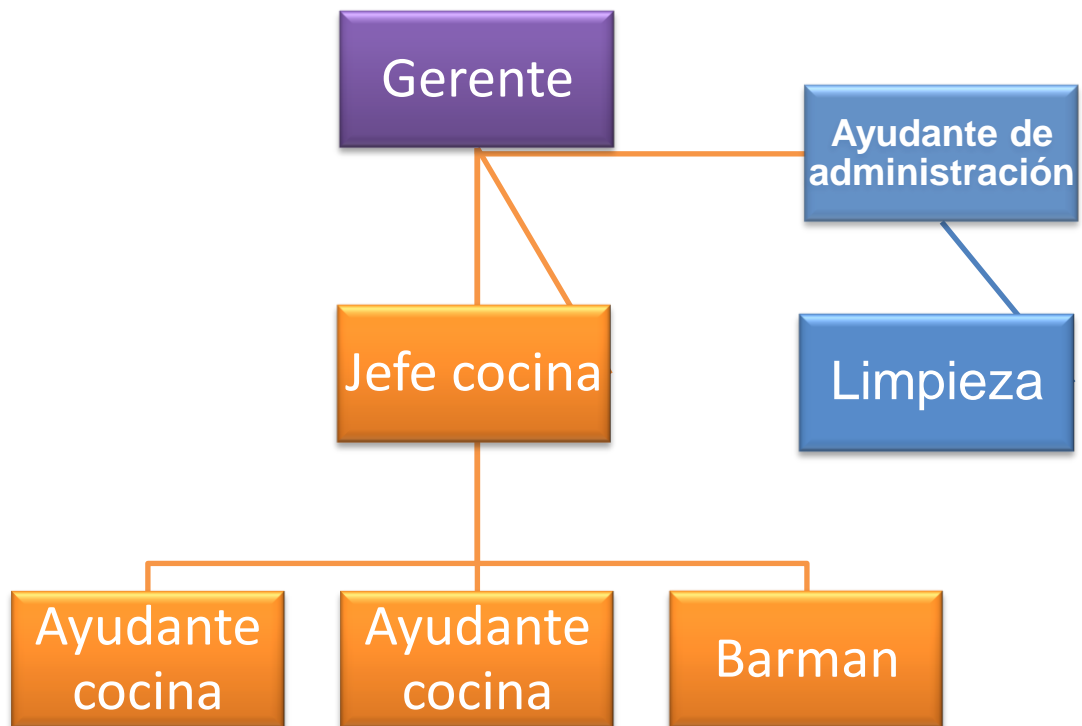 Gerente
Ayudante de
administración
Jefe cocina
Limpieza
Ayudante
cocina
Ayudante
cocina
Barman